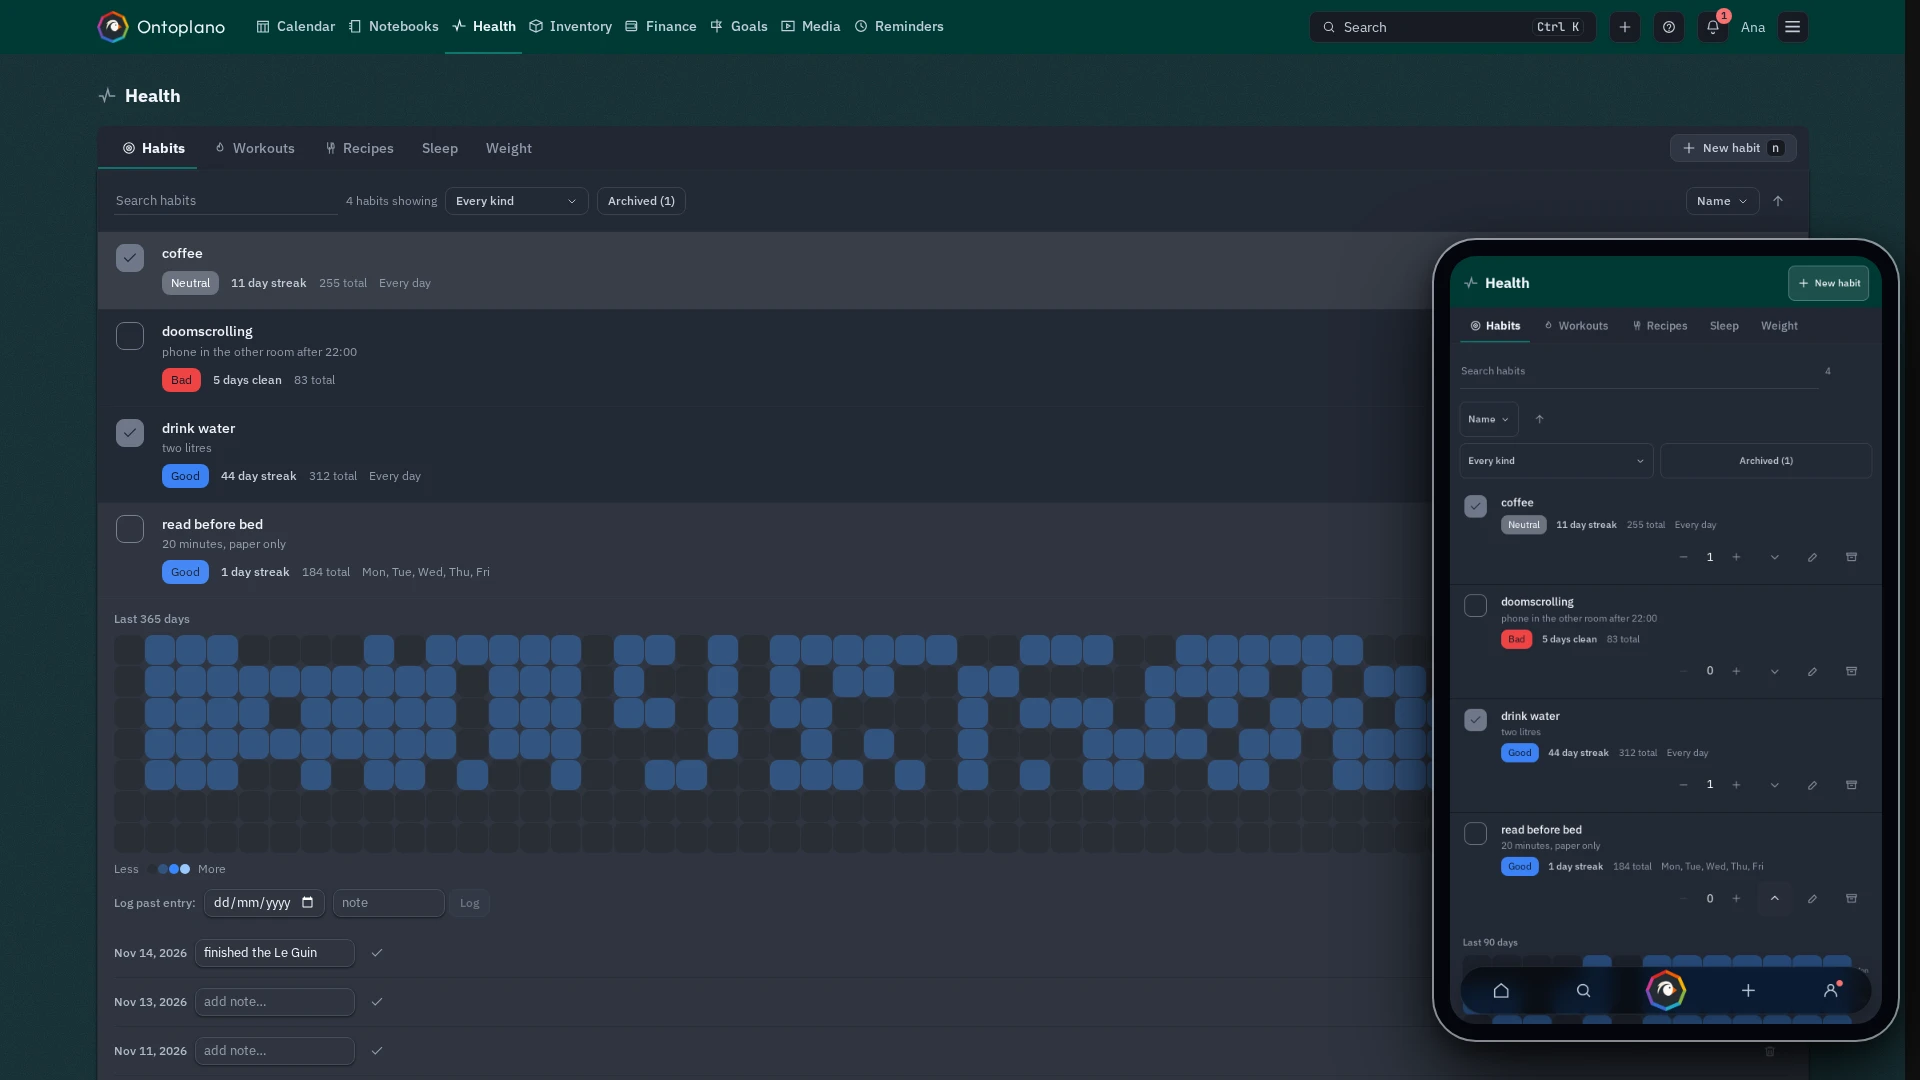 Ontoplano
Calendar Notebooks Health Inventory Finance Goals Media Reminders
Search Ctrl K
1
Ana
Health
Habits Workouts Recipes Sleep Weight
New habit n
Search habits 4 habits showing Every kind Archived (1)
Name
coffee
Neutral 11 day streak 255 total Every day
doomscrolling
phone in the other room after 22:00
Bad 5 days clean 83 total
drink water
two litres
Good 44 day streak 312 total Every day
read before bed
20 minutes, paper only
Good 1 day streak 184 total Mon, Tue, Wed, Thu, Fri
Last 365 days
Less More
Log past entry: dd/mm/yyyy note Log
Nov 14, 2026 finished the Le Guin
Nov 13, 2026 add note...
Nov 11, 2026 add note...
Health
New habit
Habits Workouts Recipes Sleep Weight
Search habits 4
Name
Every kind Archived (1)
coffee
Neutral 11 day streak 255 total Every day
1
doomscrolling
phone in the other room after 22:00
Bad 5 days clean 83 total
0
drink water
two litres
Good 44 day streak 312 total Every day
1
read before bed
20 minutes, paper only
Good 1 day streak 184 total Mon, Tue, Wed, Thu, Fri
0
Last 90 days